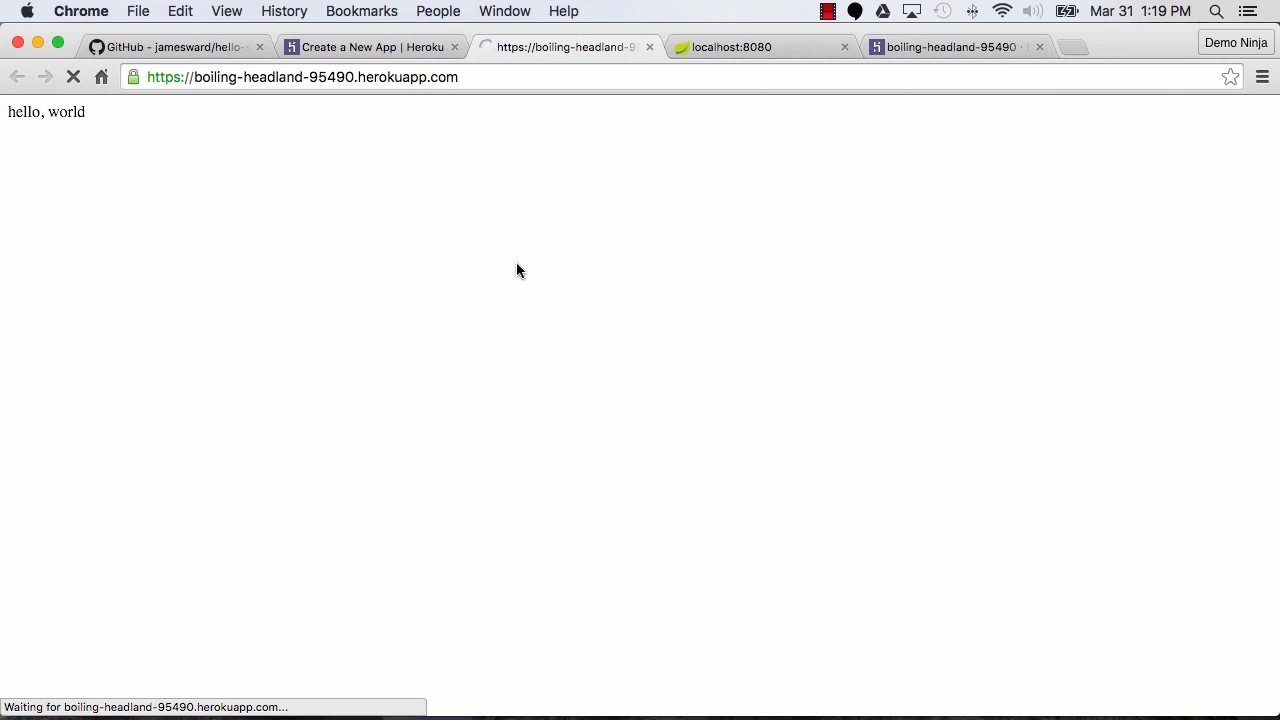 Chrome File Edit View History Bookmarks People Window Help Mar 31 1:19 PM
GitHub - jamesward/hello- Create a New App | Heroku https://boiling-headland-9 localhost:8080 boiling-headland-95490 · Demo Ninja
https://boiling-headland-95490.herokuapp.com
hello, world
Waiting for boiling-headland-95490.herokuapp.com...